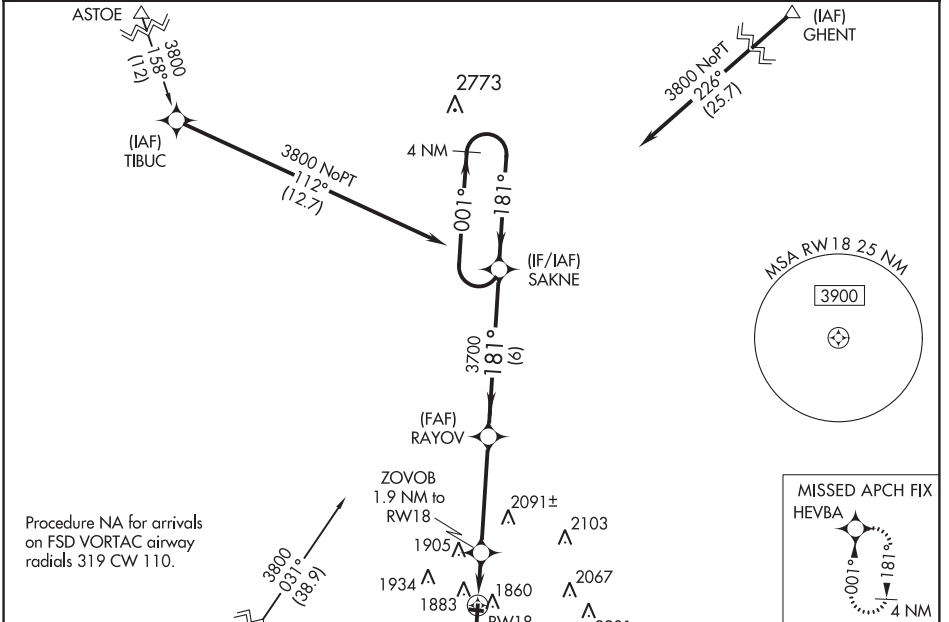 ASTOE
3800
158°
(12)
(IAF)
GHENT
3800 NoPT
226°
(25.7)
2773
(IAF)
TIBUC
4 NM
3800 NoPT
112°
(12.7)
001°
181°
(IF/IAF)
SAKNE
MSA RW18 25 NM
3900
3700
181°
(6)
(FAF)
RAYOV
ZOVOB
1.9 NM to
RW18
2091±
2103
1905
MISSED APCH FIX
HEVBA
001°
181°
4 NM
Procedure NA for arrivals
on FSD VORTAC airway
radials 319 CW 110.
3800
031°
(38.9)
1934
1883
1860
2067
RW18